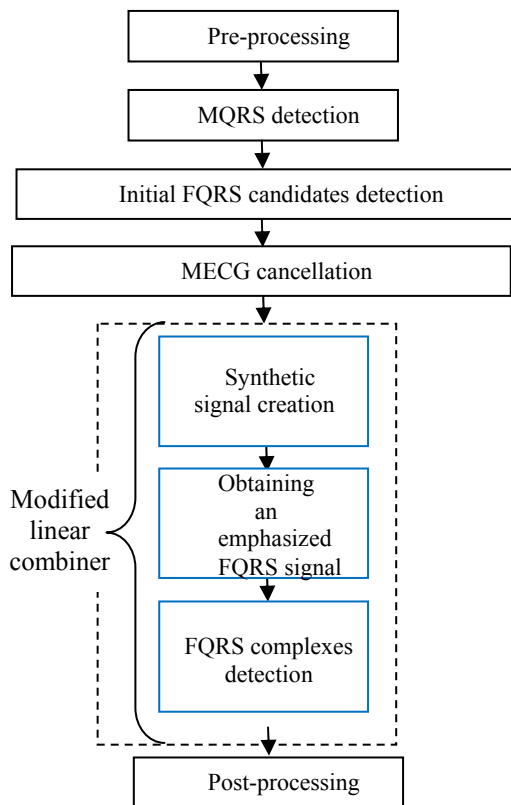 Pre-processing
MQRS detection
Initial FQRS candidates detection
MECG cancellation
Synthetic
signal creation
Obtaining
an
emphasized
FQRS signal
FQRS complexes
detection
Modified
linear
combiner
Post-processing